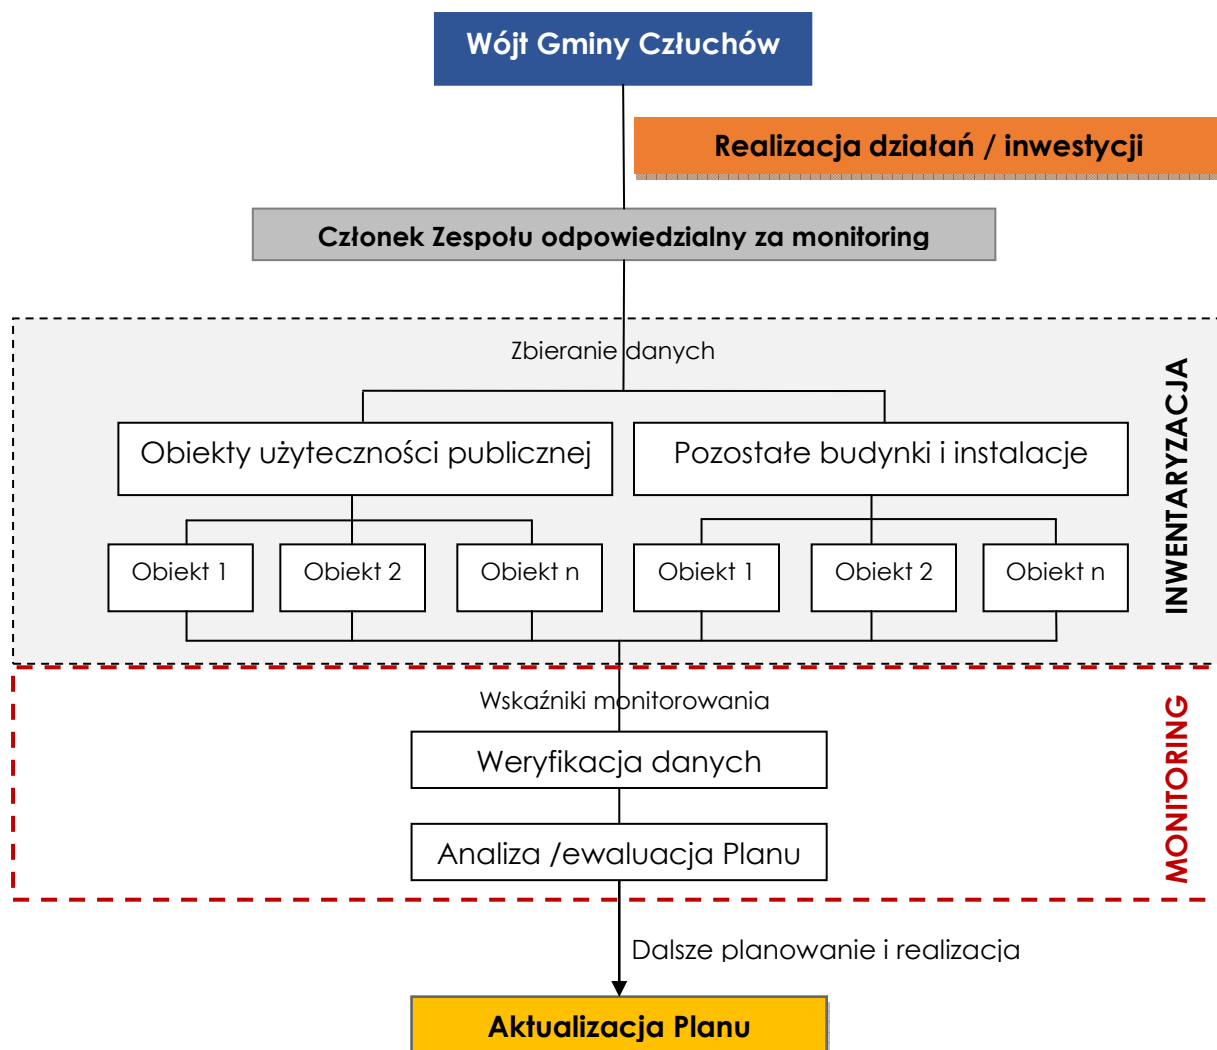 Wójt Gminy Człuchów
Realizacja działań / inwestycji
Członek Zespołu odpowiedzialny za monitoring
Zbieranie danych
INWENTARYZACJA
Obiekty użyteczności publicznej
Pozostałe budynki i instalacje
Obiekt 1
Obiekt 2
Obiekt n
Obiekt 1
Obiekt 2
Obiekt n
Wskaźniki monitorowania
MONITORING
Weryfikacja danych
Analiza /ewaluacja Planu
Dalsze planowanie i realizacja
Aktualizacja Planu